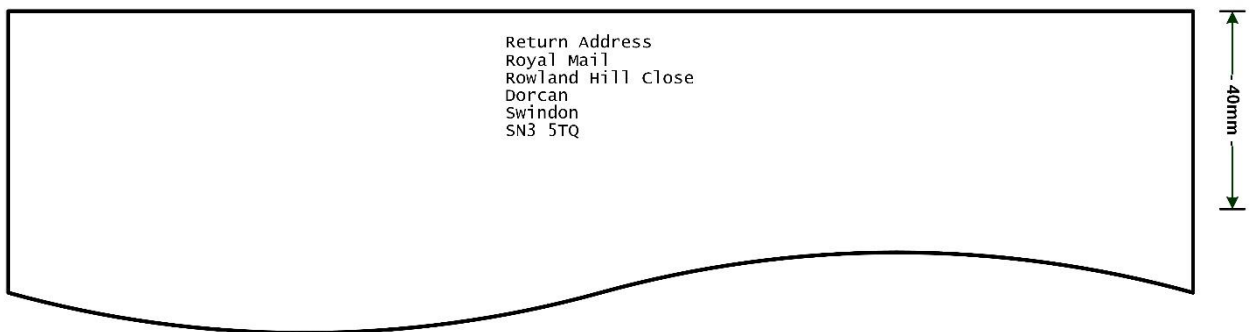 Return Address
Royal Mail
Rowland Hill Close
Dorcan
Swindon
SN3 5TQ
- 40mm -